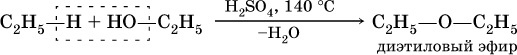 C₂H₅—H + HO—C₂H₅ H₂SO₄, 140 °C –H₂O C₂H₅—O—C₂H₅
диэтиловый эфир